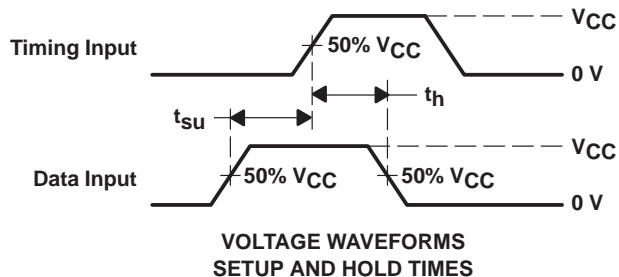 VCC
Timing Input
50% VCC
0 V
th
tsu
VCC
Data Input
50% VCC
50% VCC
0 V
VOLTAGE WAVEFORMS
SETUP AND HOLD TIMES